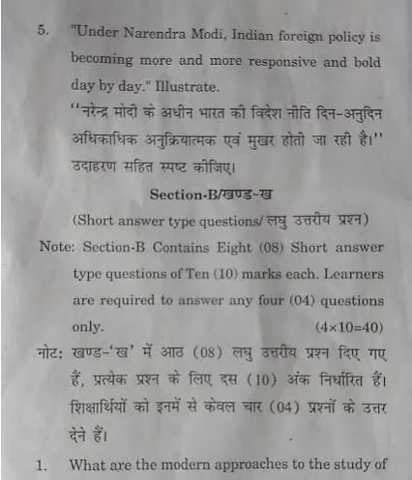 5. "Under Narendra Modi, Indian foreign policy is
becoming more and more responsive and bold
day by day." Illustrate.
"नरेन्द्र मोदी के अधीन भारत की विदेश नीति दिन-अनुदिन
अधिकाधिक अनुक्रियात्मक एवं मुखर होती जा रही है।"
उदाहरण सहित स्पष्ट कीजिए।
Section-B/खण्ड-ख
(Short answer type questions/ लघु उत्तरीय प्रश्न)
Note: Section-B Contains Eight (08) Short answer
type questions of Ten (10) marks each. Learners
are required to answer any four (04) questions
only. (4×10=40)
नोट: खण्ड-'ख' में आठ (08) लघु उत्तरीय प्रश्न दिए गए
हैं, प्रत्येक प्रश्न के लिए दस (10) अंक निर्धारित हैं।
शिक्षार्थियों को इनमें से केवल चार (04) प्रश्नों के उत्तर
देने हैं।
1. What are the modern approaches to the study of